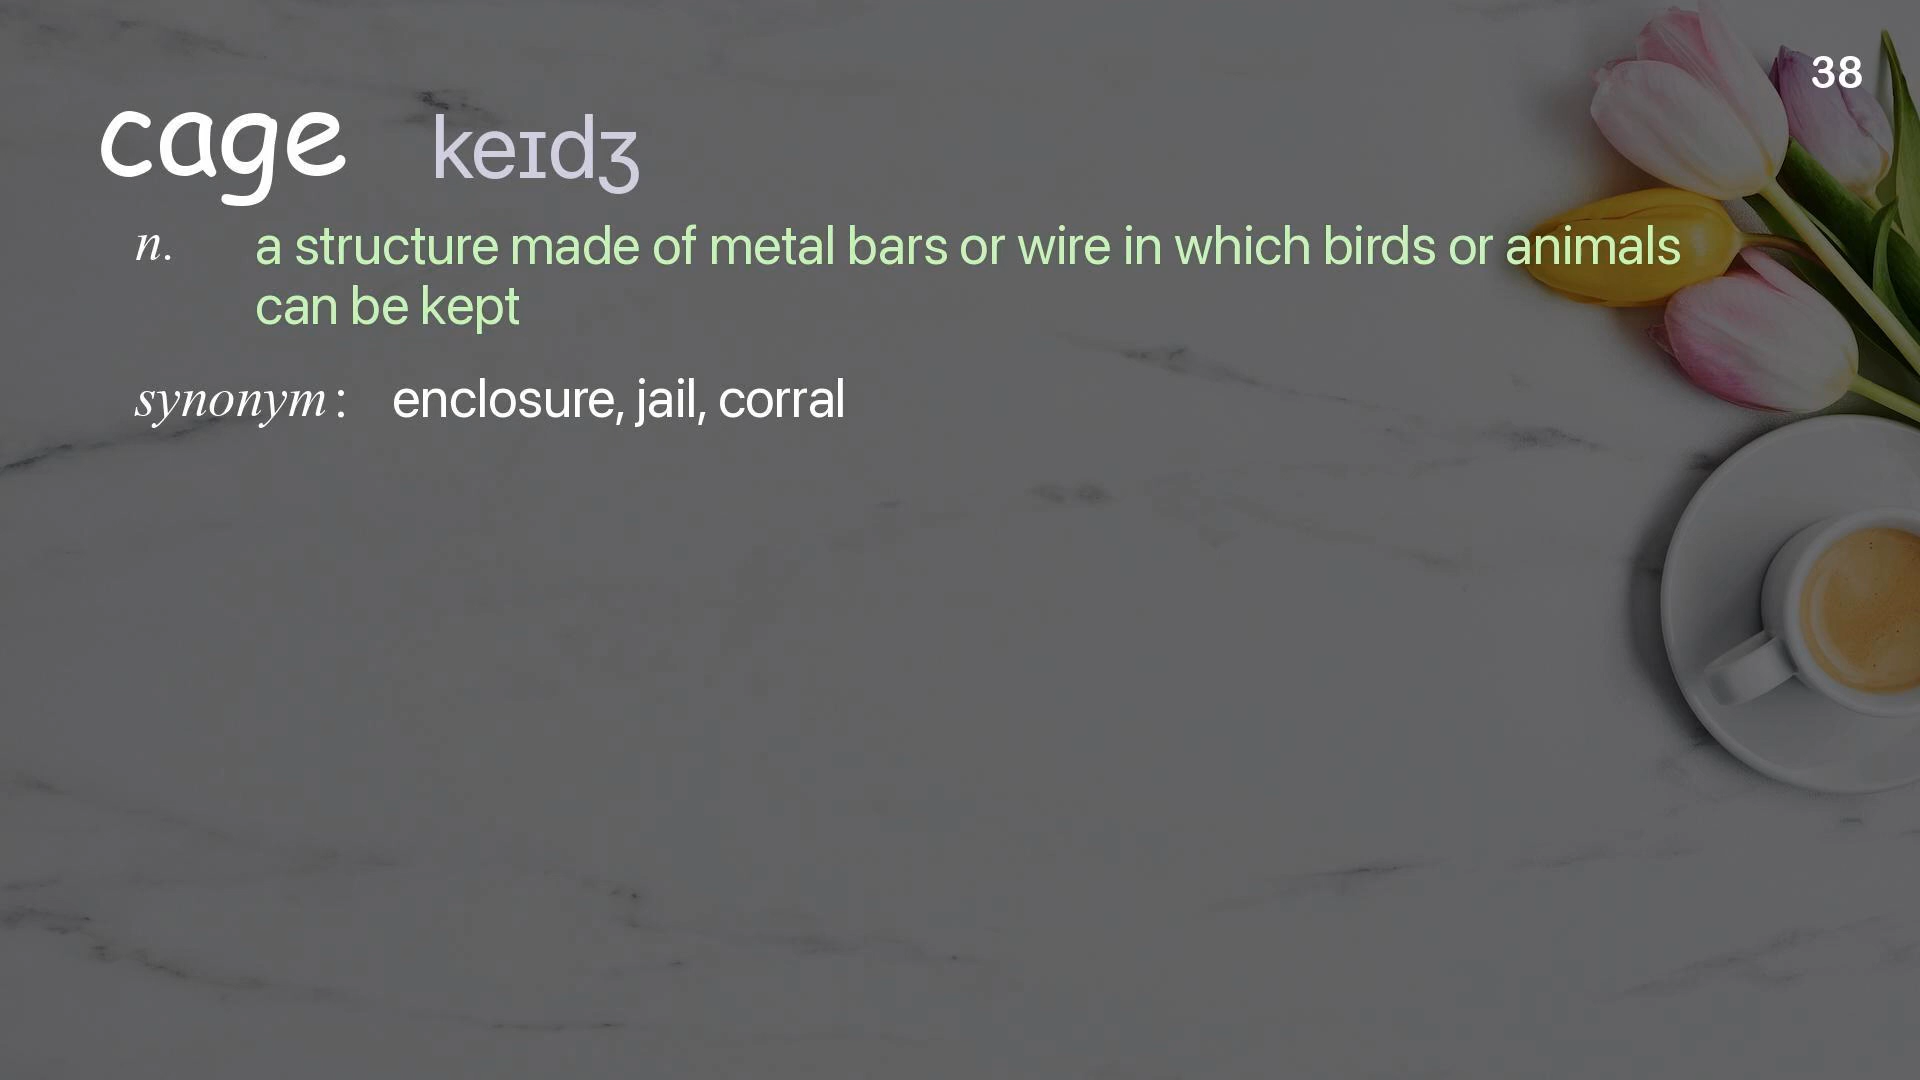 38
cage keɪdʒ
n. a structure made of metal bars or wire in which birds or animals
can be kept
synonym: enclosure, jail, corral